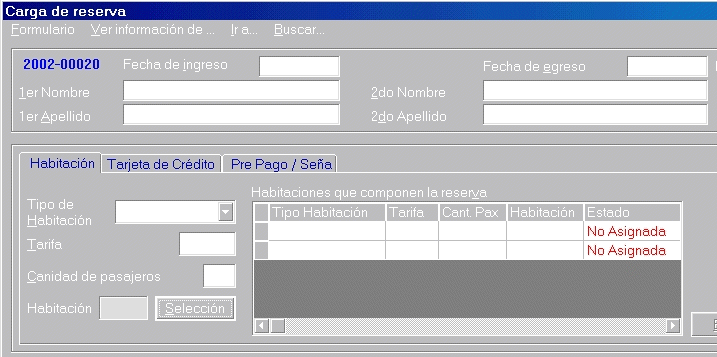 Carga de reserva
Formulario Ver información de ... Ir a... Buscar...
2002-00020 Fecha de ingreso Fecha de egreso
1er Nombre 2do Nombre
1er Apellido 2do Apellido
Habitación Tarjeta de Crédito Pre Pago / Seña
Habitaciones que componen la reserva
Tipo de Habitación
Tipo Habitación Tarifa Cant. Pax Habitación Estado
No Asignada
No Asignada
Tarifa
Canidad de pasajeros
Habitación Selección